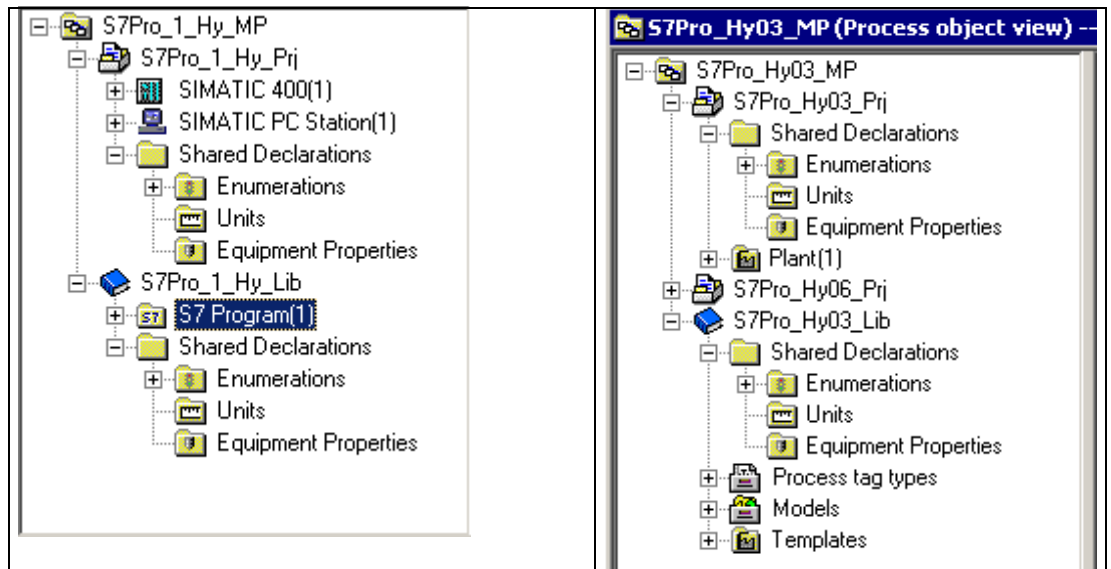 S7Pro_1_Hy_MP
S7Pro_1_Hy_Prj
SIMATIC 400(1)
SIMATIC PC Station(1)
Shared Declarations
Enumerations
Units
Equipment Properties
S7Pro_1_Hy_Lib
S7 Program(1)
Shared Declarations
Enumerations
Units
Equipment Properties
S7Pro_Hy03_MP (Process object view) --
S7Pro_Hy03_MP
S7Pro_Hy03_Prj
Shared Declarations
Enumerations
Units
Equipment Properties
Plant(1)
S7Pro_Hy06_Prj
S7Pro_Hy03_Lib
Shared Declarations
Enumerations
Units
Equipment Properties
Process tag types
Models
Templates